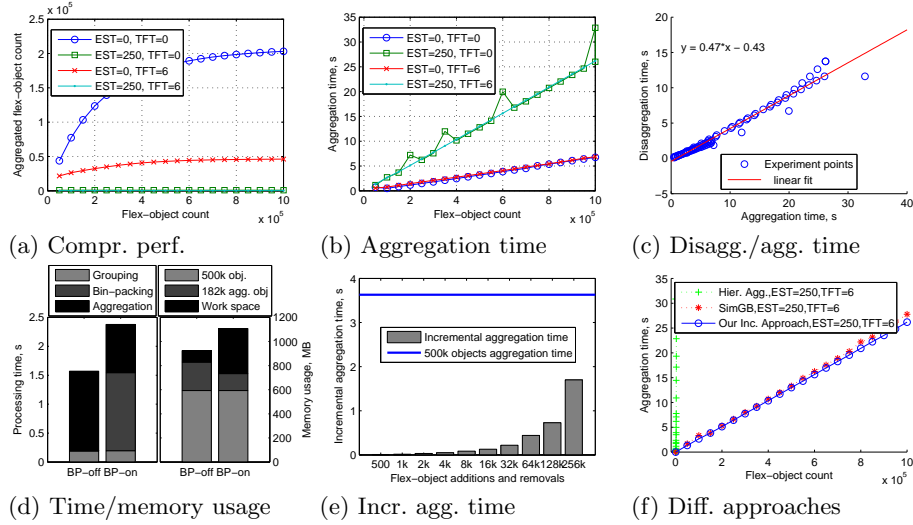 2.5 x 10^5
2
1.5
1
0.5
0
Aggregated flex−object count
EST=0, TFT=0
EST=250, TFT=0
EST=0, TFT=6
EST=250, TFT=6
0 2 4 6 8 10
Flex−object count
x 10^5
(a) Compr. perf.
35
30
25
20
15
10
5
0
Aggregation time, s
EST=0, TFT=0
EST=250, TFT=0
EST=0, TFT=6
EST=250, TFT=6
0 2 4 6 8 10
Flex−object count
x 10^5
(b) Aggregation time
20
15
10
5
0
−5
Disaggregation time, s
y = 0.47*x − 0.43
Experiment points
linear fit
0 10 20 30 40
Aggregation time, s
(c) Disagg./agg. time
Grouping
Bin−packing
Aggregation
500k obj.
182k agg. obj
Work space
2.5
2
1.5
1
0.5
0
Processing time, s
BP−off BP−on
BP−off BP−on
1200
1000
800
600
400
200
0
Memory usage, MB
(d) Time/memory usage
4
3
2
1
0
Incremental aggregation time, s
Incremental aggregation time
500k objects aggregation time
500 1k 2k 4k 8k 16k 32k 64k 128k 256k
Flex−object additions and removals
(e) Incr. agg. time
35
30
25
20
15
10
5
0
Aggregation time, s
Hier. Agg.,EST=250,TFT=6
SimGB,EST=250,TFT=6
Our Inc. Approach,EST=250,TFT=6
0 2 4 6 8 10
Flex−object count
x 10^5
(f) Diff. approaches